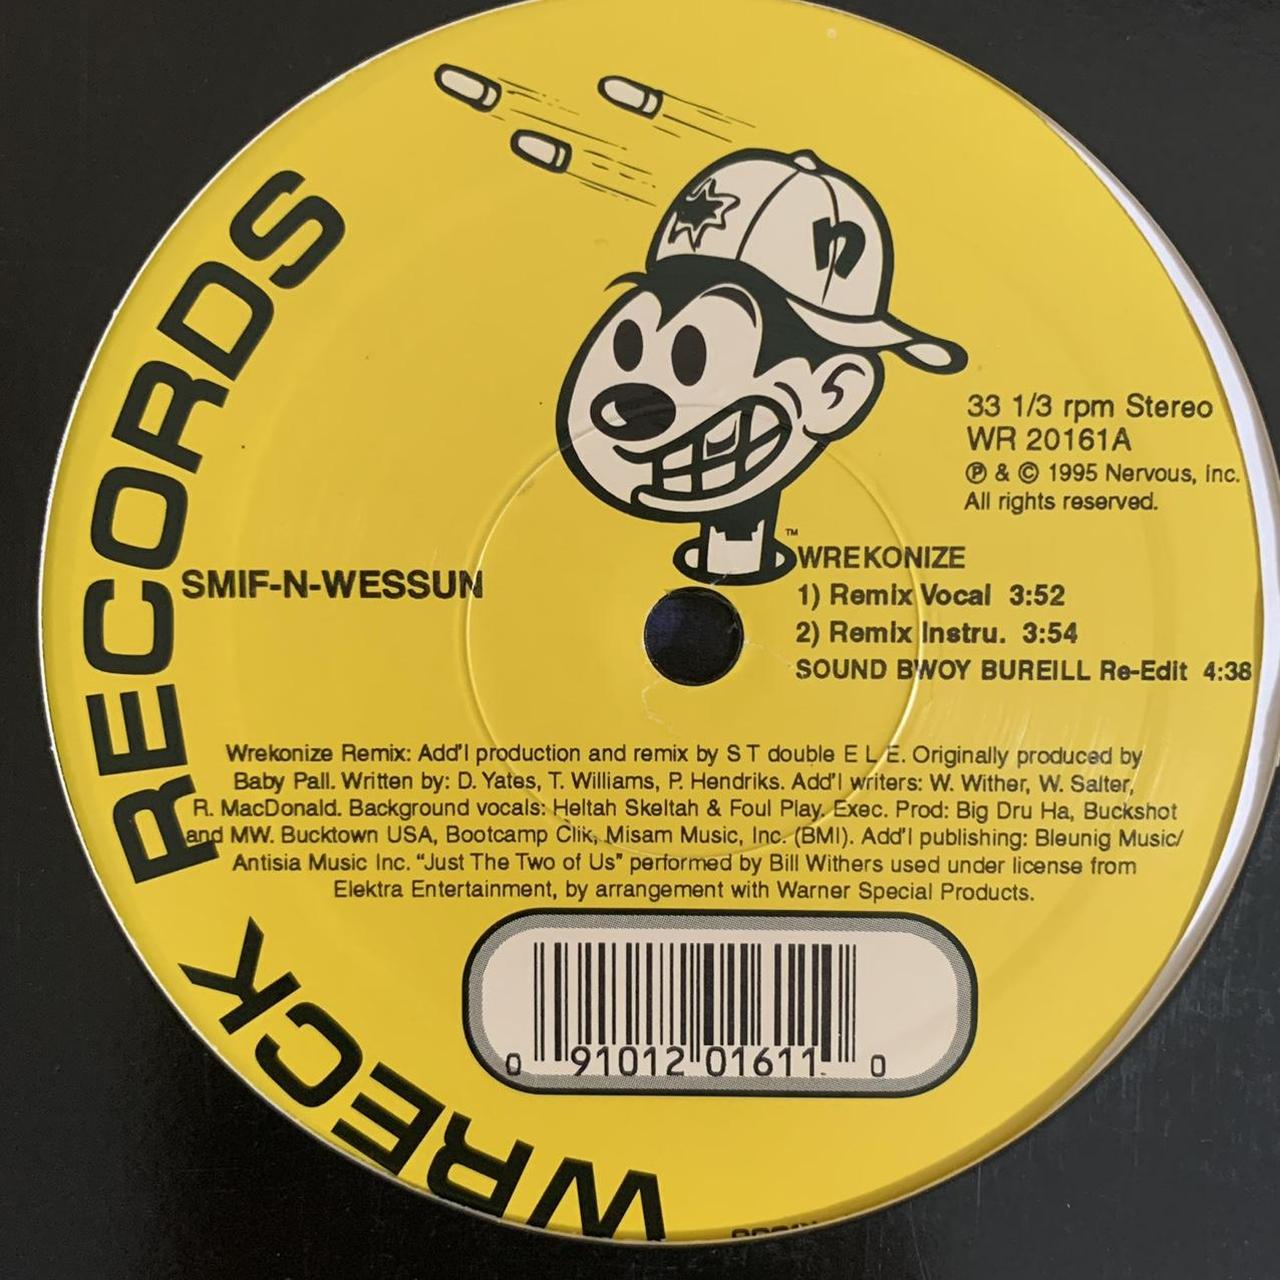 WRECK RECORDS
n
33 1/3 rpm Stereo
WR 20161A
℗ & © 1995 Nervous, Inc.
All rights reserved.
™
SMIF-N-WESSUN
WREKONIZE
1) Remix Vocal 3:52
2) Remix Instru. 3:54
SOUND BWOY BUREILL Re-Edit 4:38
Wrekonize Remix: Add'l production and remix by S T double E L E. Originally produced by
Baby Pall. Written by: D. Yates, T. Williams, P. Hendriks. Add'l writers: W. Wither, W. Salter,
R. MacDonald. Background vocals: Heltah Skeltah & Foul Play. Exec. Prod: Big Dru Ha, Buckshot
and MW. Bucktown USA, Bootcamp Clik, Misam Music, Inc. (BMI). Add'l publishing: Bleunig Music/
Antisia Music Inc. "Just The Two of Us" performed by Bill Withers used under license from
Elektra Entertainment, by arrangement with Warner Special Products.
0 91012 01611 0